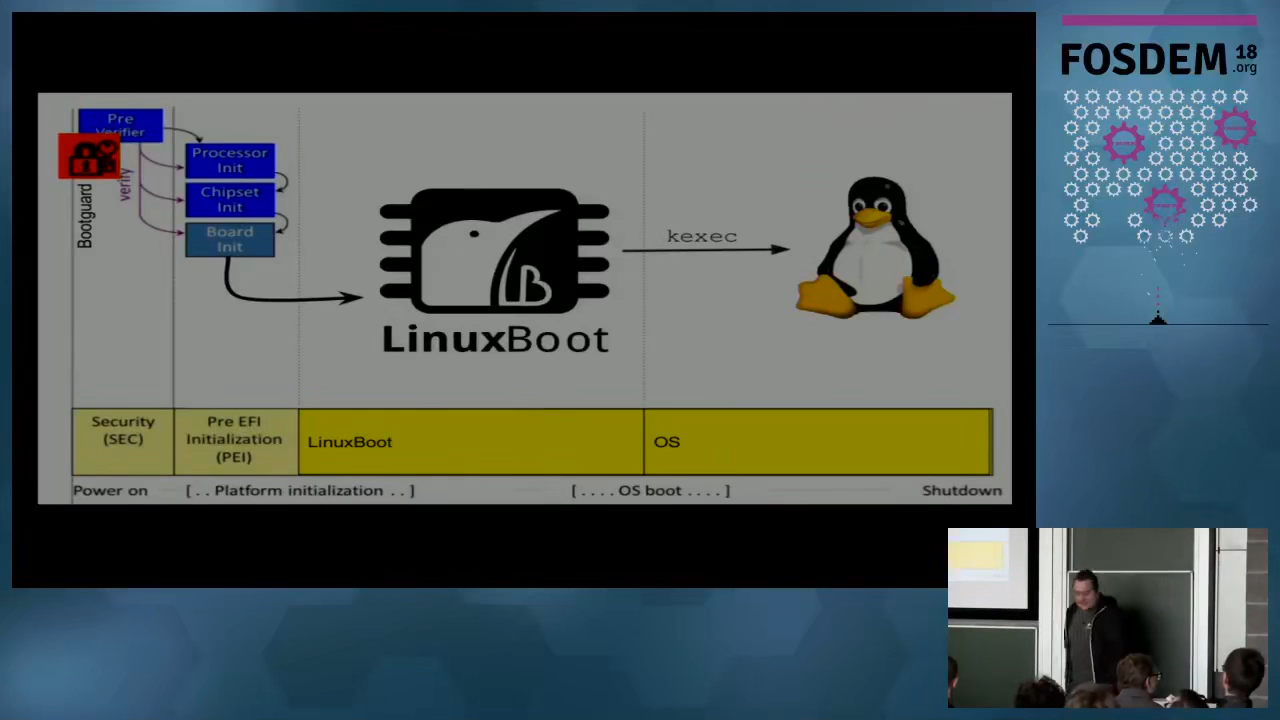 FOSDEM 18
.org
Pre
Verifier
Processor
Init
Chipset
Init
Board
Init
verify
Bootguard
kexec
LinuxBoot
Security
(SEC)
Pre EFI
Initialization
(PEI)
LinuxBoot
OS
Power on
[ . . Platform initialization . . ]
[ . . . . OS boot . . . . ]
Shutdown